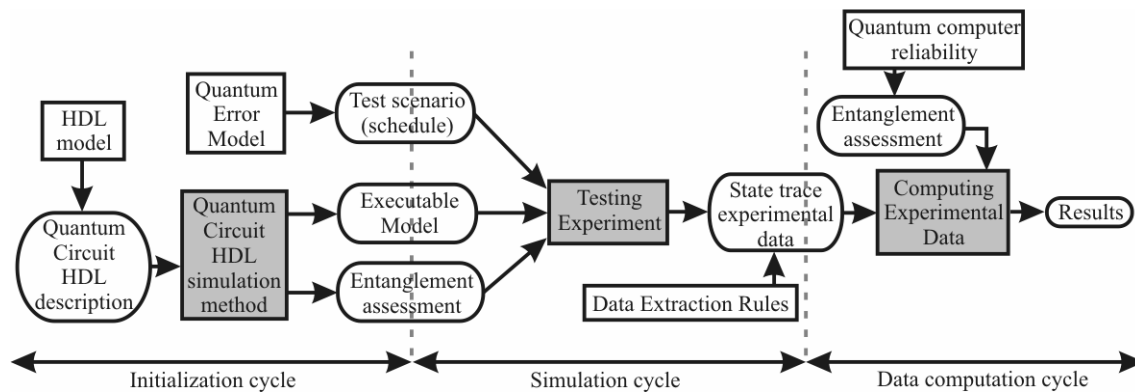 HDL
model
Quantum
Circuit
HDL
description
Quantum
Error
Model
Quantum
Circuit
HDL
simulation
method
Test scenario
(schedule)
Executable
Model
Entanglement
assessment
Testing
Experiment
State trace
experimental
data
Data Extraction Rules
Quantum computer
reliability
Entanglement
assessment
Computing
Experimental
Data
Results
Initialization cycle
Simulation cycle
Data computation cycle